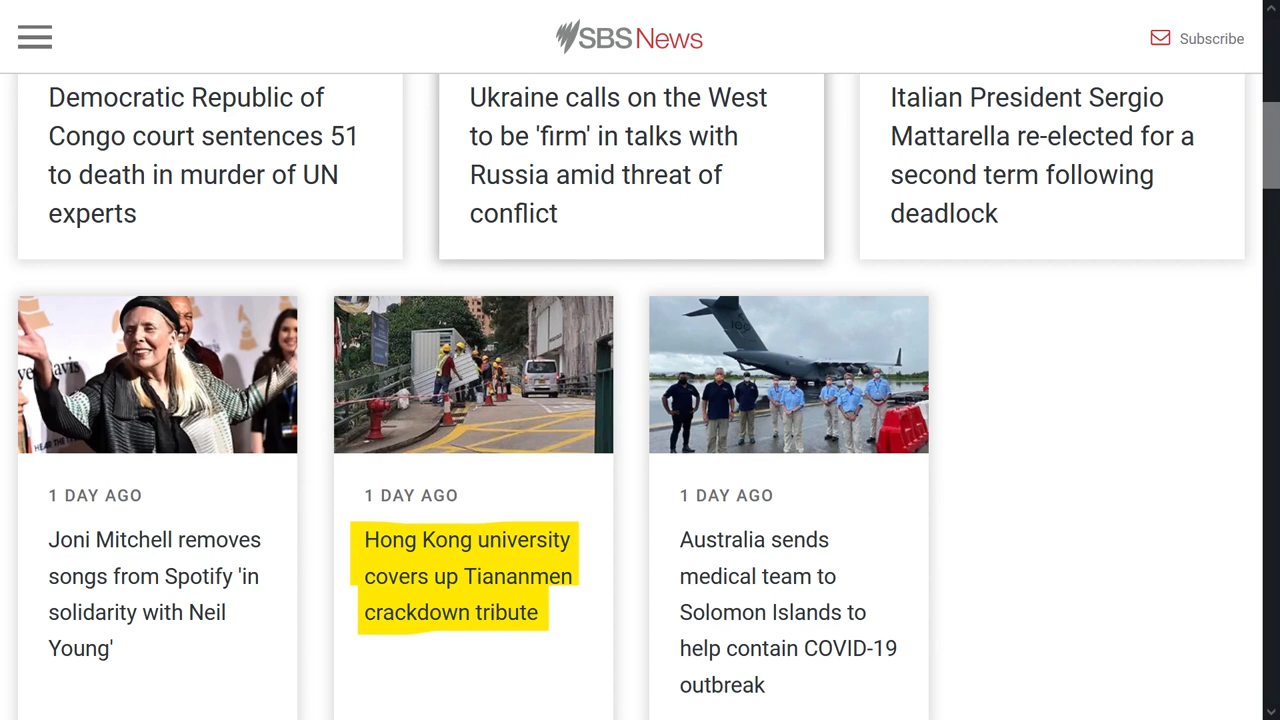 SBS News
Subscribe
Democratic Republic of
Congo court sentences 51
to death in murder of UN
experts
Ukraine calls on the West
to be 'firm' in talks with
Russia amid threat of
conflict
Italian President Sergio
Mattarella re-elected for a
second term following
deadlock
1 DAY AGO
Joni Mitchell removes
songs from Spotify 'in
solidarity with Neil
Young'
1 DAY AGO
Hong Kong university
covers up Tiananmen
crackdown tribute
1 DAY AGO
Australia sends
medical team to
Solomon Islands to
help contain COVID-19
outbreak